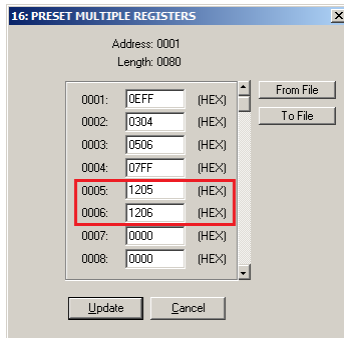 16: PRESET MULTIPLE REGISTERS X
Address: 0001
Length: 0080
From File
To File
0001: 0EFF (HEX)
0002: 0304 (HEX)
0003: 0506 (HEX)
0004: 07FF (HEX)
0005: 1205 (HEX)
0006: 1206 (HEX)
0007: 0000 (HEX)
0008: 0000 (HEX)
Update Cancel